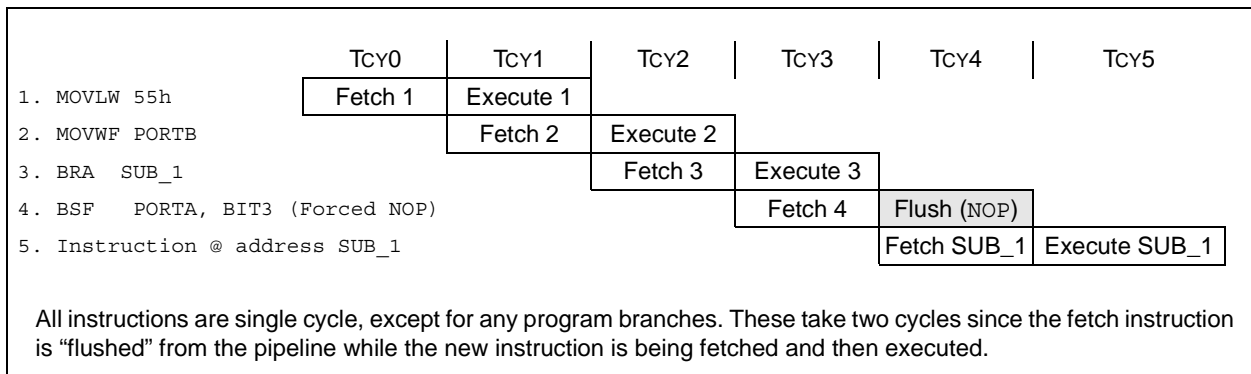 TCY0 TCY1 TCY2 TCY3 TCY4 TCY5
1. MOVLW 55h Fetch 1 Execute 1
2. MOVWF PORTB Fetch 2 Execute 2
3. BRA SUB_1 Fetch 3 Execute 3
4. BSF PORTA, BIT3 (Forced NOP) Fetch 4 Flush (NOP)
5. Instruction @ address SUB_1 Fetch SUB_1 Execute SUB_1
All instructions are single cycle, except for any program branches. These take two cycles since the fetch instruction
is “flushed” from the pipeline while the new instruction is being fetched and then executed.